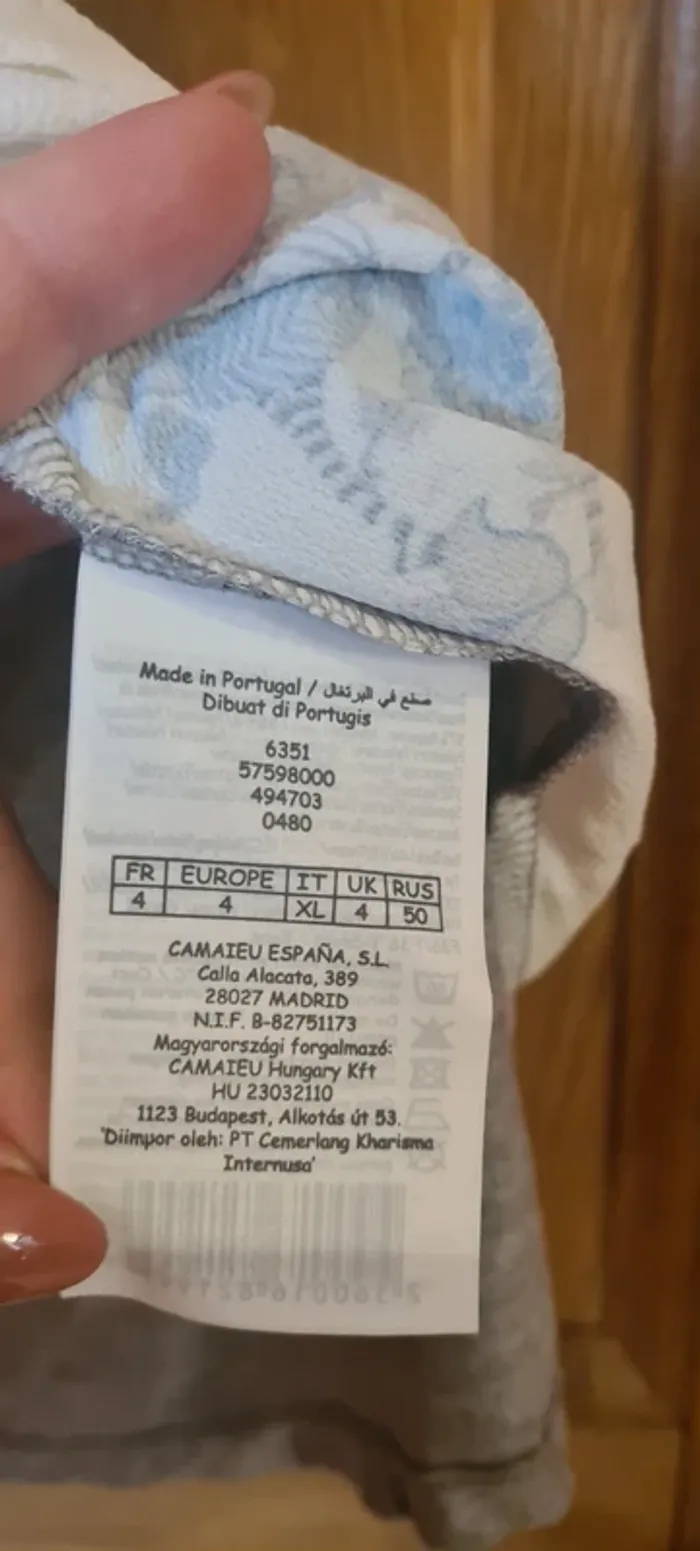 Made in Portugal / صنع في البرتغال
Dibuat di Portugis
6351
57598000
494703
0480
FR EUROPE IT UK RUS
4 4 XL 4 50
CAMAIEU ESPAÑA, S.L.
Calla Alacata, 389
28027 MADRID
N.I.F. B-82751173
Magyarországi forgalmazó:
CAMAIEU Hungary Kft
HU 23032110
1123 Budapest, Alkotás út 53.
'Diimpor oleh: PT Cemerlang Kharisma
Internusa'